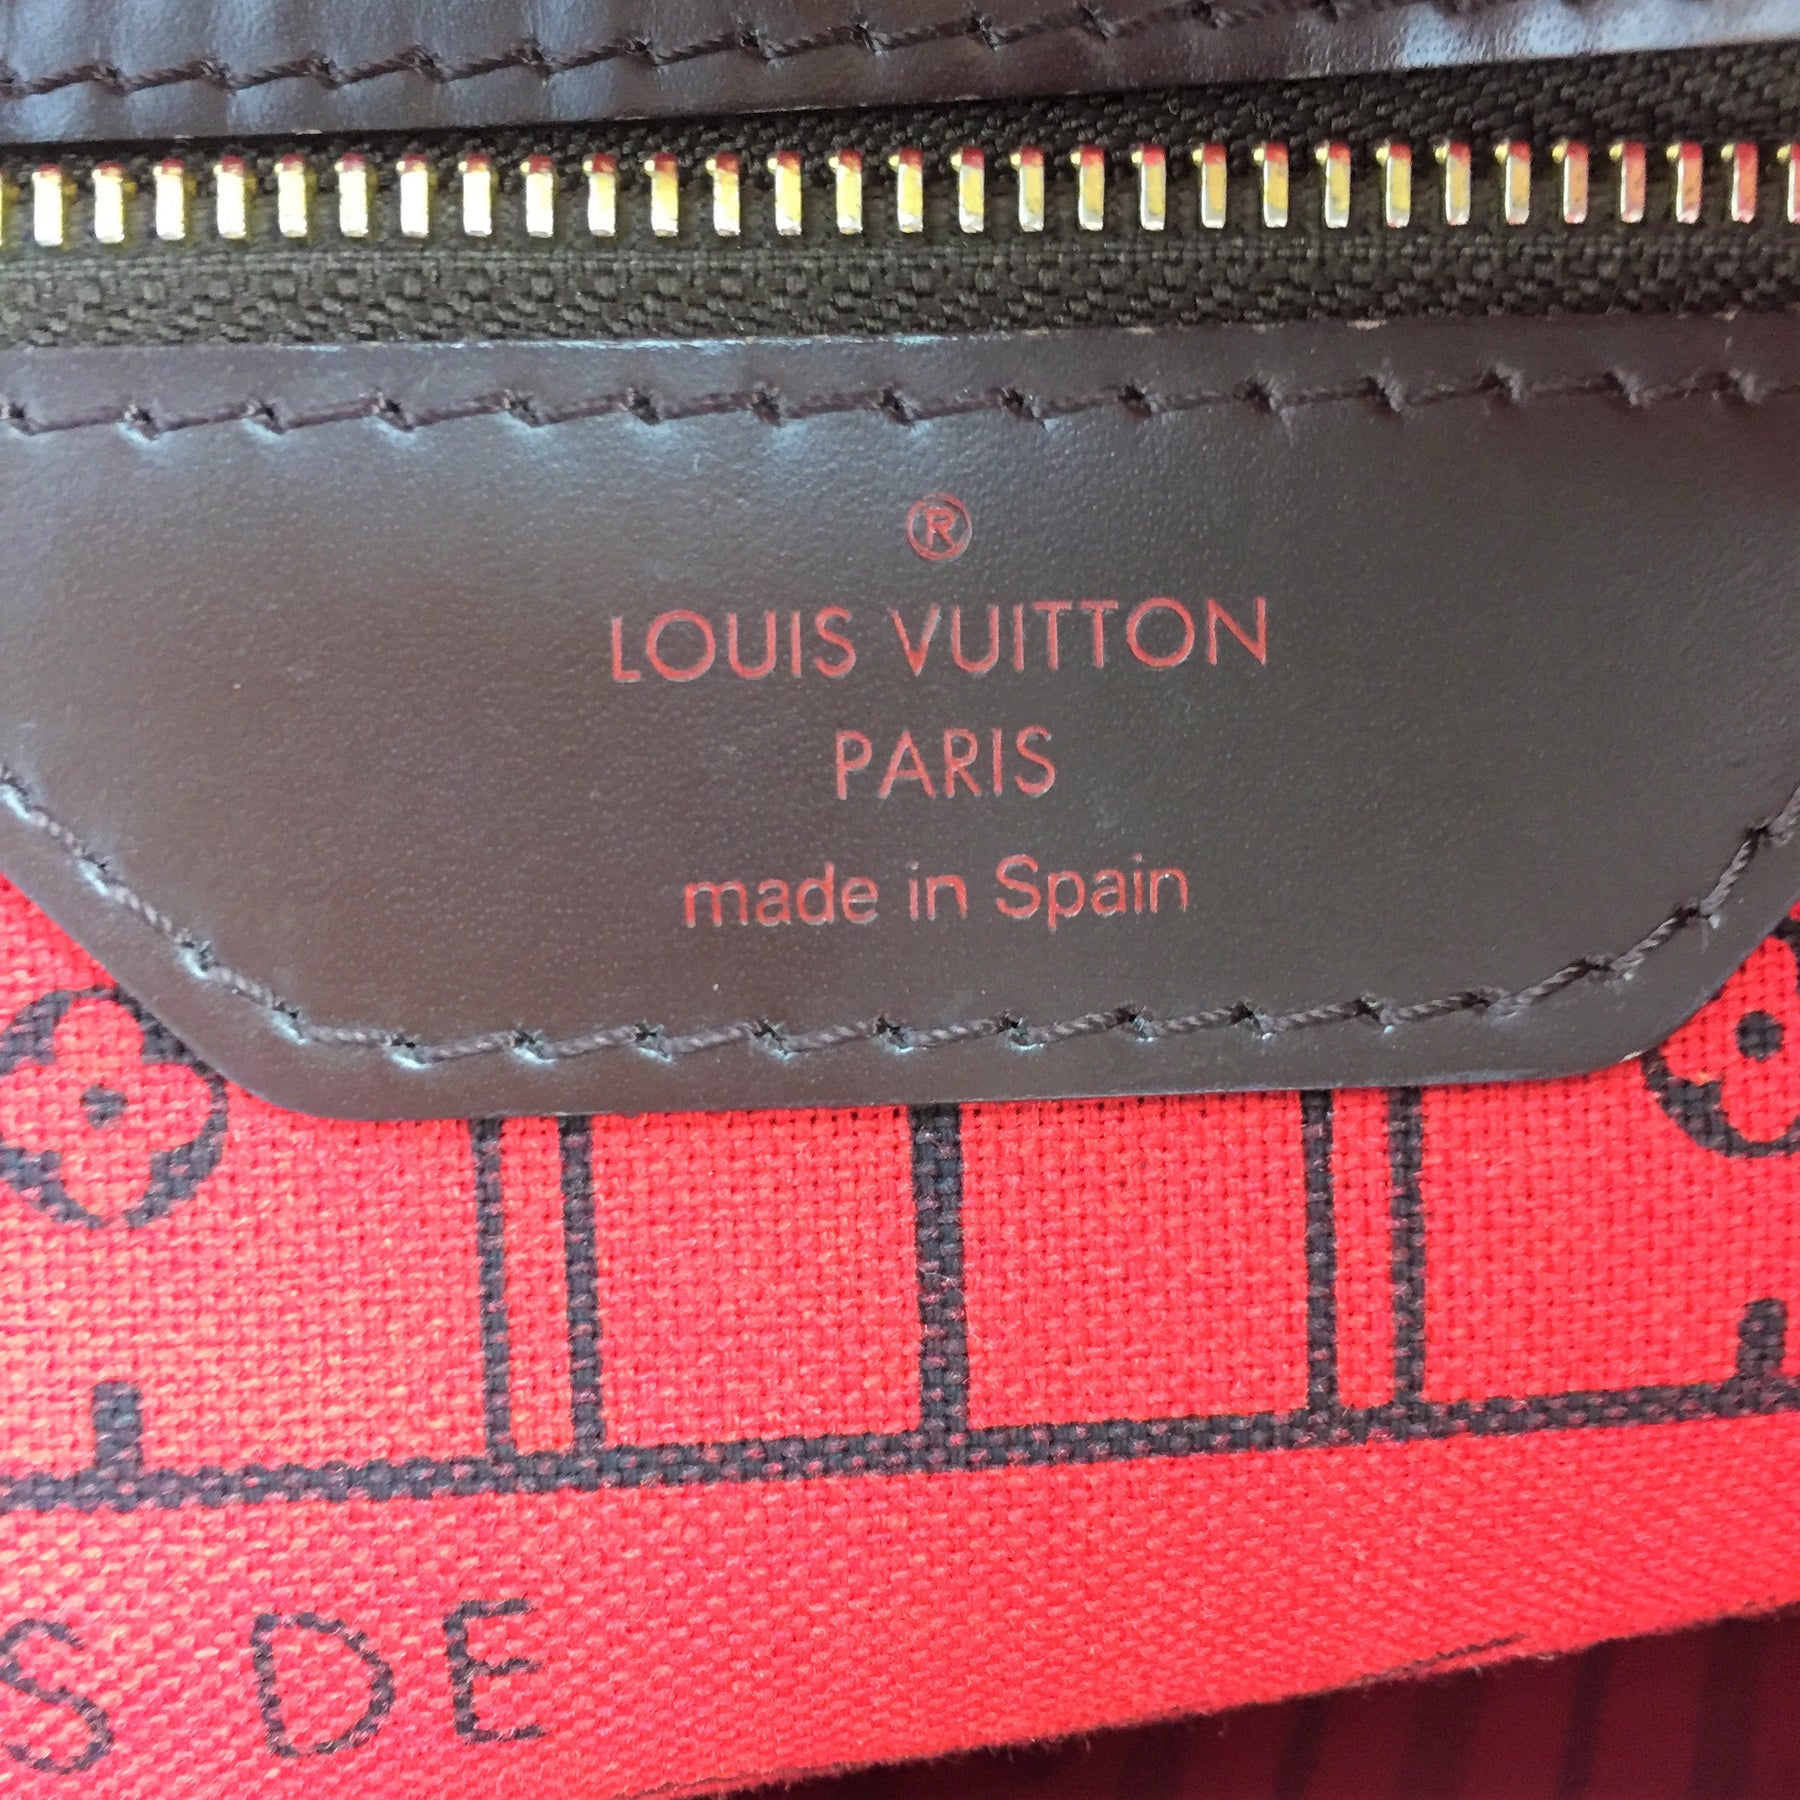 ®
LOUIS VUITTON
PARIS
made in Spain
S DE